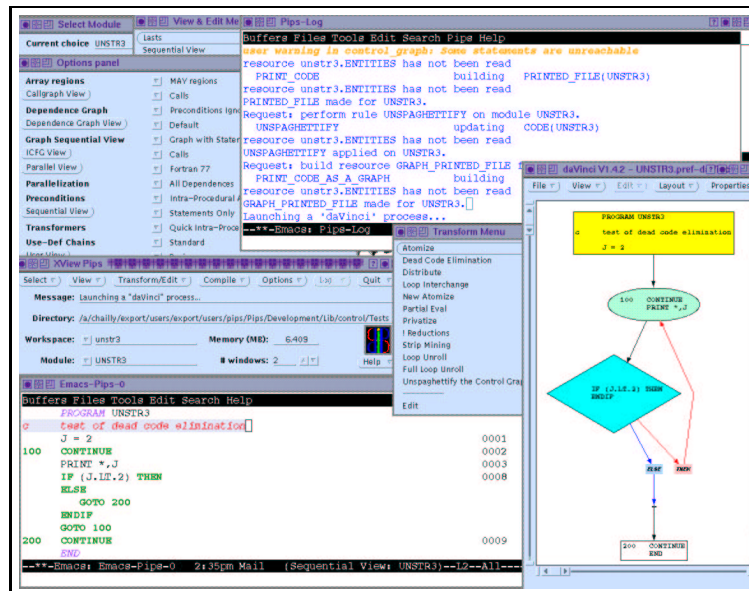 Select Module
View & Edit Me
Pips-Log
Current choice UNSTR3
Lasts
Sequential View
Buffers Files Tools Edit Search Pips Help
user warning in control_graph: Some statements are unreachable
resource unstr3.ENTITIES has not been read
PRINT_CODE building PRINTED_FILE(UNSTR3)
resource unstr3.ENTITIES has not been read
PRINTED_FILE made for UNSTR3.
Request: perform rule UNSPAGHETTIFY on module UNSTR3.
UNSPAGHETTIFY updating CODE(UNSTR3)
resource unstr3.ENTITIES has not been read
UNSPAGHETTIFY applied on UNSTR3.
Request: build resource GRAPH_PRINTED_FILE f
PRINT_CODE_AS_A_GRAPH building
resource unstr3.ENTITIES has not been read
GRAPH_PRINTED_FILE made for UNSTR3.
Launching a 'daVinci' process...
--**-Emacs: Pips-Log
Options panel
Array regions MAY regions
Callgraph View Calls
Dependence Graph Preconditions Igno
Dependence Graph View Default
Graph Sequential View Graph with Staten
ICFG View Calls
Parallel View Fortran 77
Parallelization All Dependences
Preconditions Intra-Procedural A
Sequential View Statements Only
Transformers Quick Intra-Proce
Use-Def Chains Standard
XView Pips
Select View Transform/Edit Compile Options Log Quit
Message: Launching a "daVinci" process...
Directory: /a/chailly/export/users/export/users/pips/Pips/Development/Lib/control/Tests
Workspace: unstr3 Memory (ME): 6.409
Module: UNSTR3 # windows: 2 Help
Transform Menu
Atomize
Dead Code Elimination
Distribute
Loop Interchange
New Atomize
Partial Eval
Privatize
! Reductions
Strip Mining
Loop Unroll
Full Loop Unroll
Unspaghettify the Control Grap
Edit
Emacs-Pips-0
Buffers Files Tools Edit Search Help
PROGRAM UNSTR3
c test of dead code elimination
J = 2 0001
100 CONTINUE 0002
PRINT *,J 0003
IF (J.LT.2) THEN 0008
ELSE
GOTO 200
ENDIF
GOTO 100
200 CONTINUE 0009
END
--**-Emacs: Emacs-Pips-0 2:35pm Mail (Sequential View: UNSTR3)--L2--All----
daVinci V1.4.2 - UNSTR3.pref-d
File View Edit Layout Properties
PROGRAM UNSTR3
c test of dead code elimination
J = 2
100 CONTINUE
PRINT *,J
IF (J.LT.2) THEN
ENDIF
ELSE THEN
200 CONTINUE
END